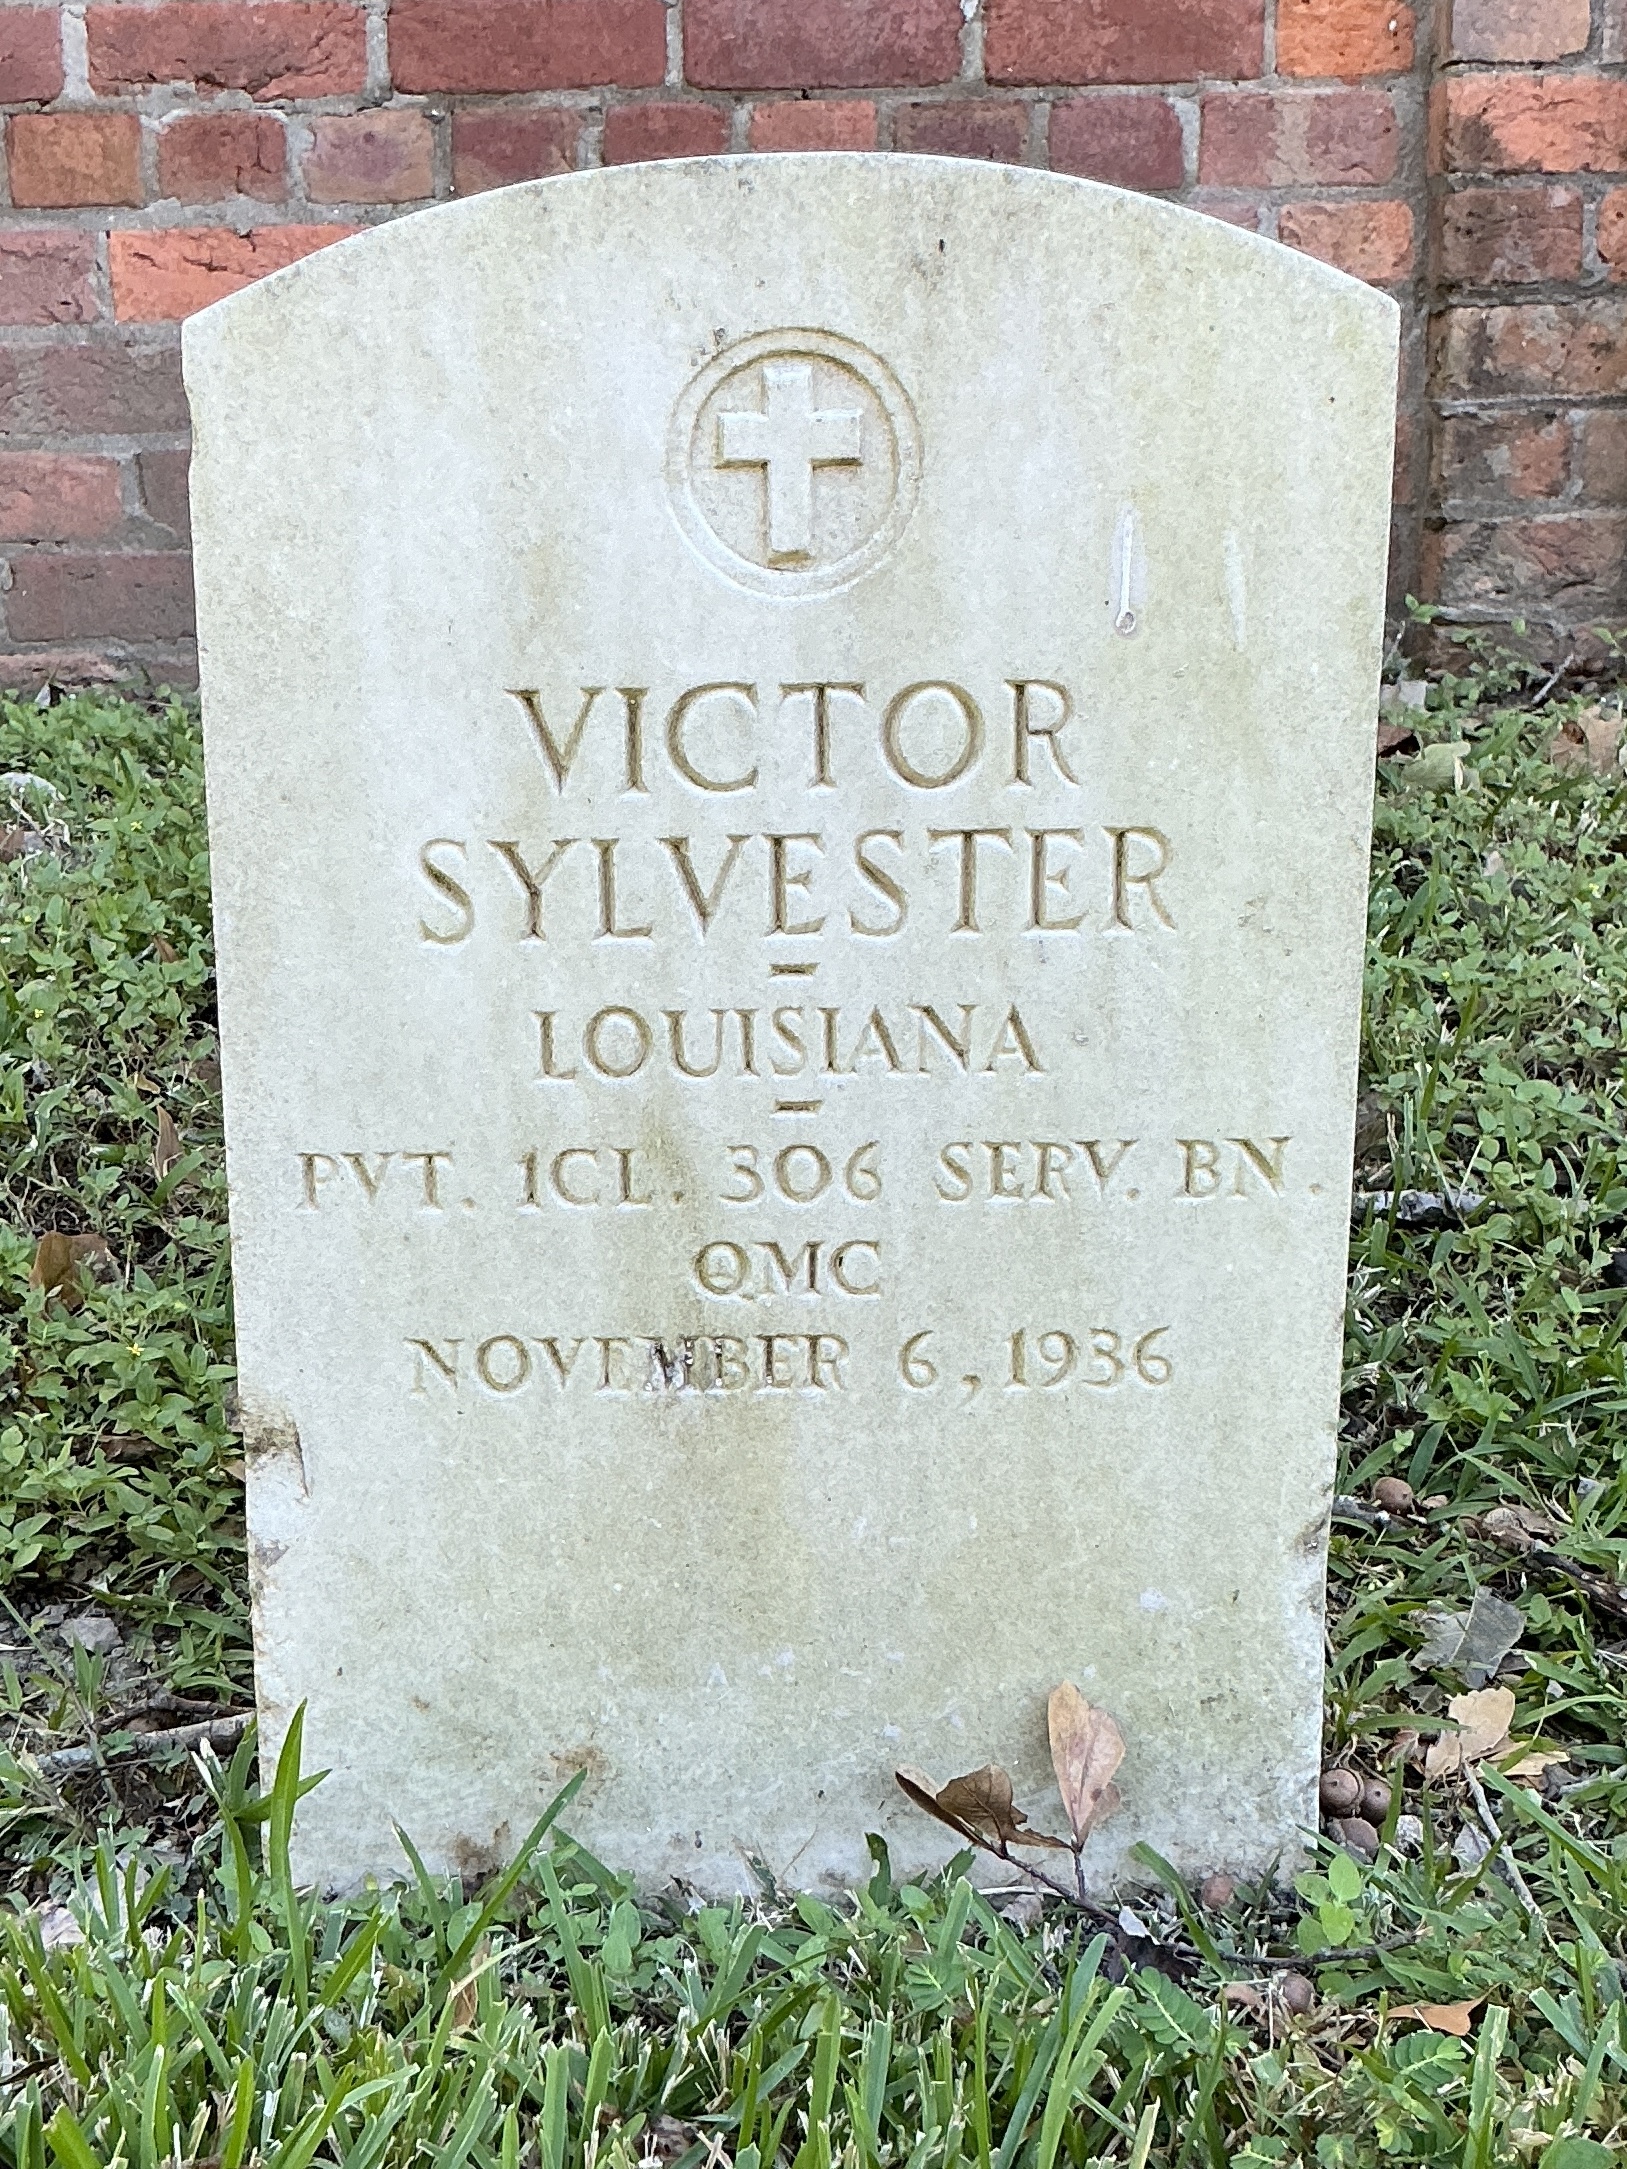 VICTOR
SYLVESTER
–
LOUISIANA
–
PVT. 1CL. 306 SERV. BN.
QMC
NOVEMBER 6, 1936